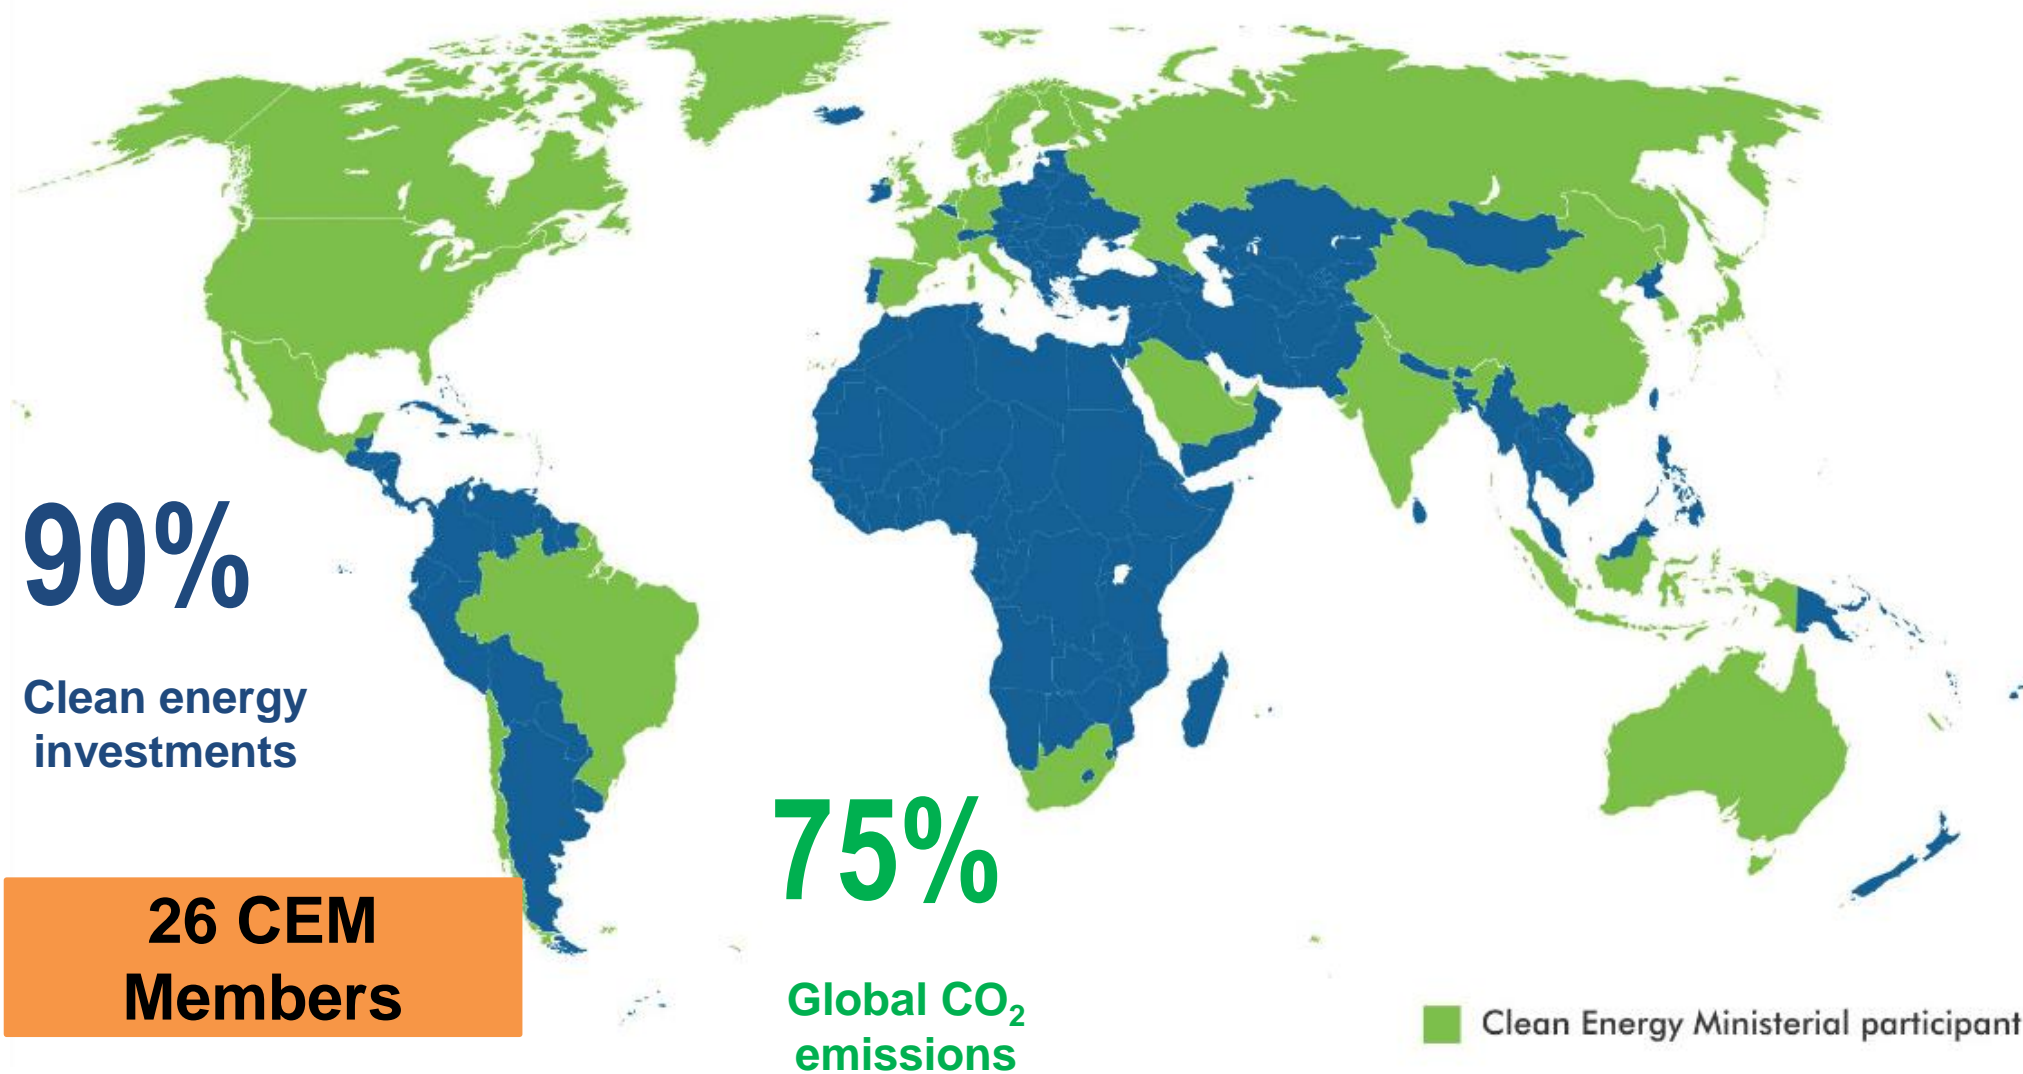 90%
Clean energy
investments
26 CEM
Members
75%
Global CO₂
emissions
Clean Energy Ministerial participant